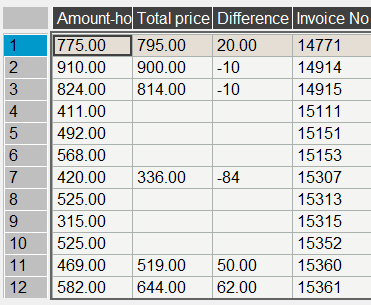 Amount-ho Total price Difference Invoice No
1 775.00 795.00 20.00 14771
2 910.00 900.00 -10 14914
3 824.00 814.00 -10 14915
4 411.00 15111
5 492.00 15151
6 568.00 15153
7 420.00 336.00 -84 15307
8 525.00 15313
9 315.00 15315
10 525.00 15352
11 469.00 519.00 50.00 15360
12 582.00 644.00 62.00 15361